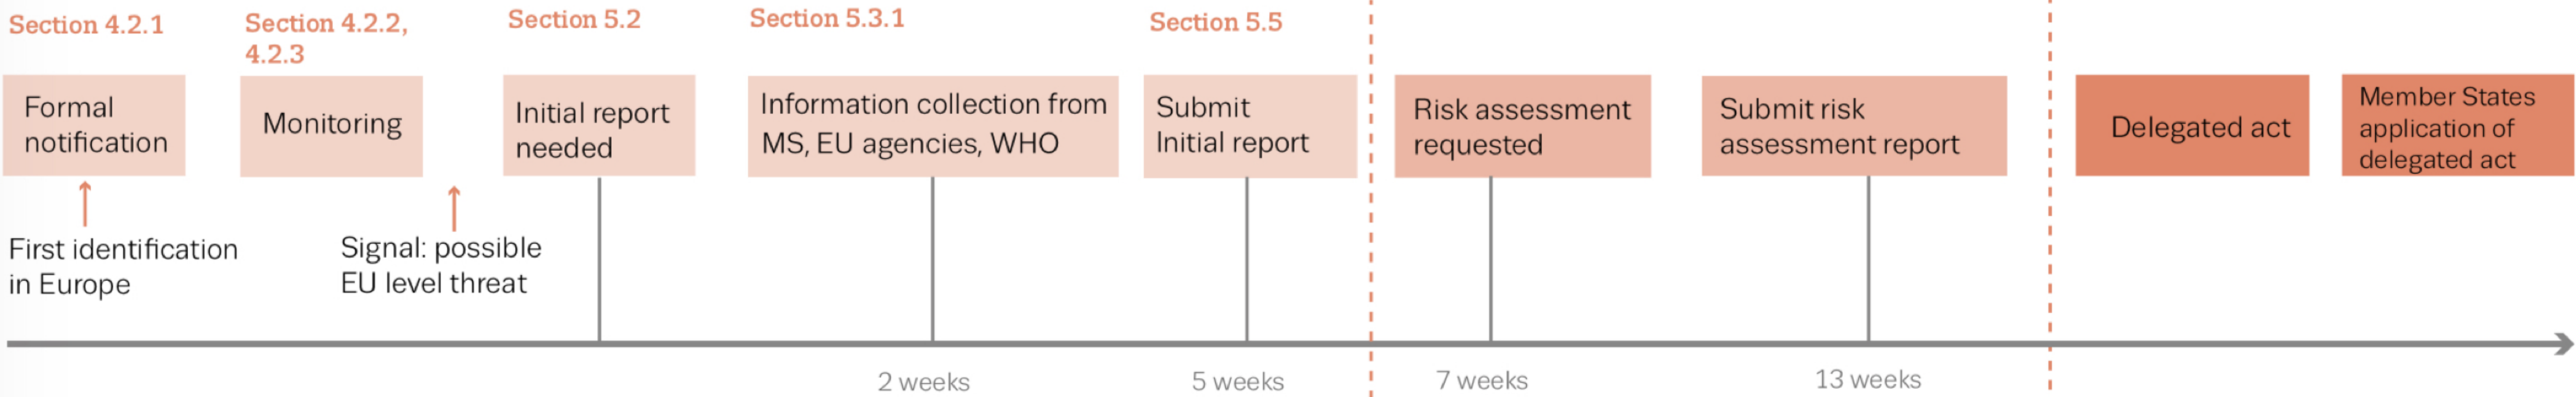 Section 4.2.1
Section 4.2.2,
4.2.3
Section 5.2
Section 5.3.1
Section 5.5
Formal
notification
Monitoring
Initial report
needed
Information collection from
MS, EU agencies, WHO
Submit
Initial report
Risk assessment
requested
Submit risk
assessment report
Delegated act
Member States
application of
delegated act
First identification
in Europe
Signal: possible
EU level threat
2 weeks
5 weeks
7 weeks
13 weeks